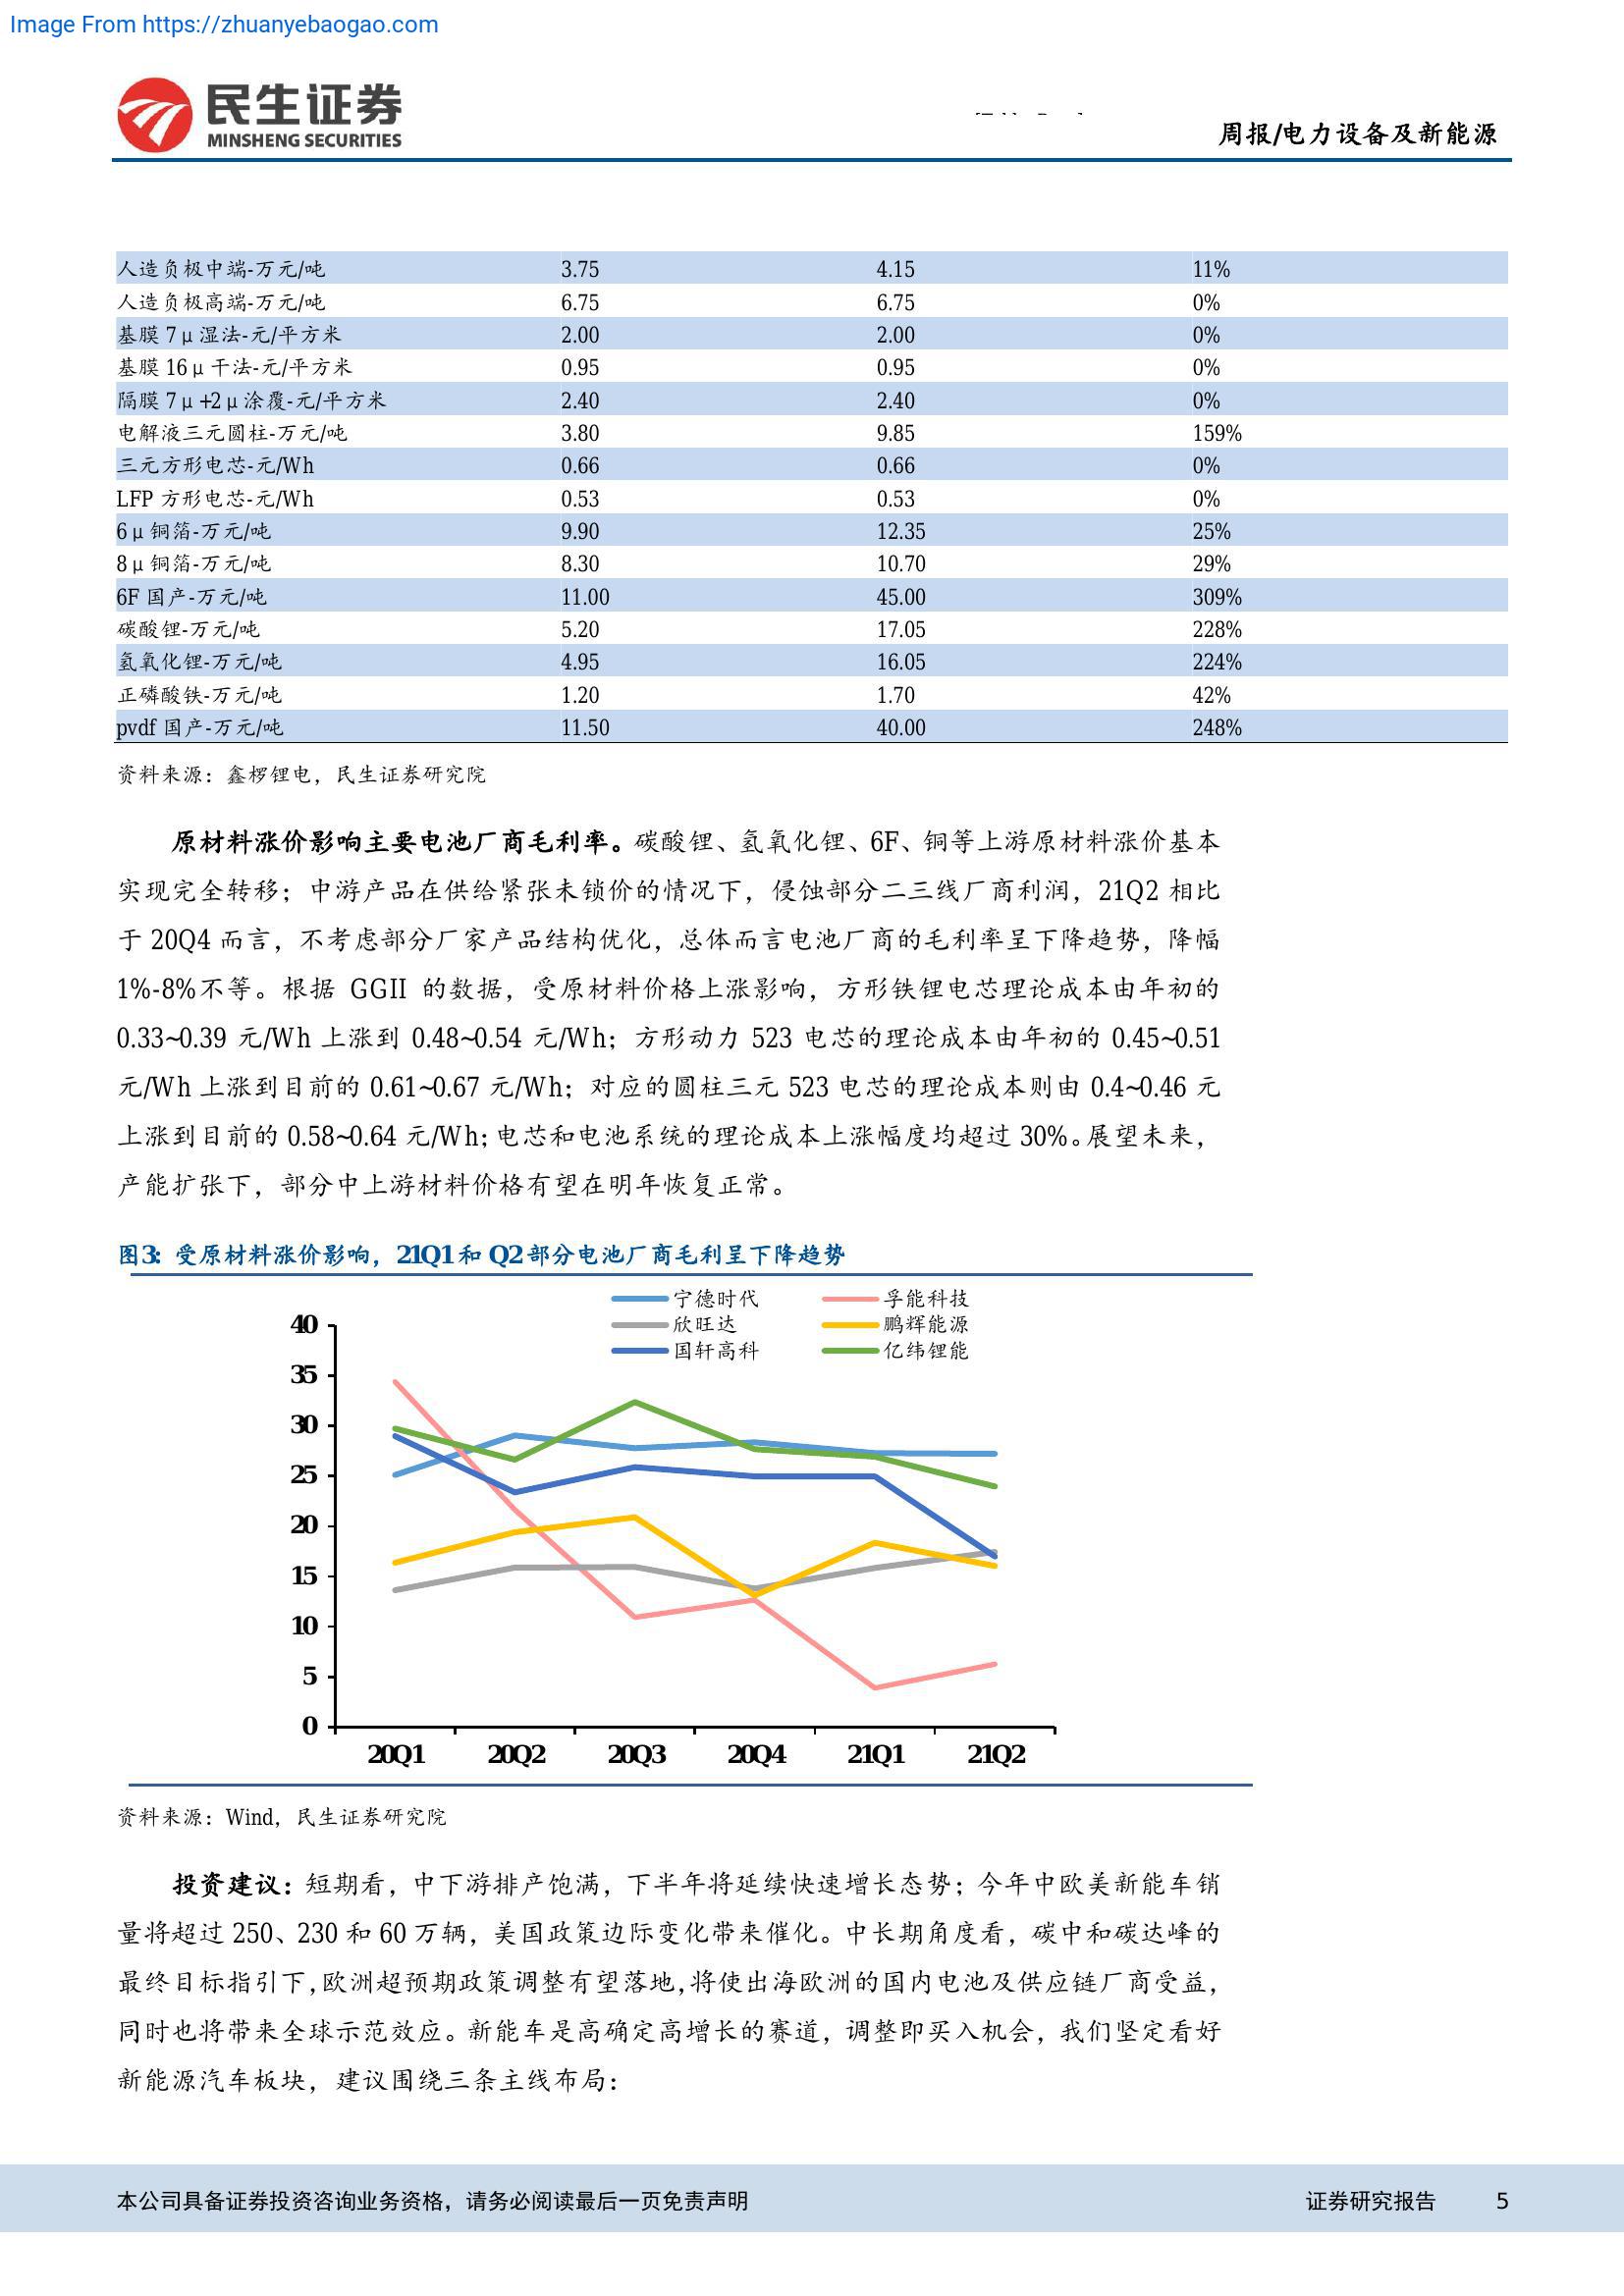 Image From https://zhuanyebaogao.com
民生证券
MINSHENG SECURITIES
周报/电力设备及新能源
人造负极中端-万元/吨 3.75 4.15 11%
人造负极高端-万元/吨 6.75 6.75 0%
基膜 7μ湿法-元/平方米 2.00 2.00 0%
基膜 16μ干法-元/平方米 0.95 0.95 0%
隔膜 7μ+2μ涂覆-元/平方米 2.40 2.40 0%
电解液三元圆柱-万元/吨 3.80 9.85 159%
三元方形电芯-元/Wh 0.66 0.66 0%
LFP 方形电芯-元/Wh 0.53 0.53 0%
6μ铜箔-万元/吨 9.90 12.35 25%
8μ铜箔-万元/吨 8.30 10.70 29%
6F 国产-万元/吨 11.00 45.00 309%
碳酸锂-万元/吨 5.20 17.05 228%
氢氧化锂-万元/吨 4.95 16.05 224%
正磷酸铁-万元/吨 1.20 1.70 42%
pvdf 国产-万元/吨 11.50 40.00 248%
资料来源：鑫椤锂电，民生证券研究院
原材料涨价影响主要电池厂商毛利率。碳酸锂、氢氧化锂、6F、铜等上游原材料涨价基本
实现完全转移；中游产品在供给紧张未锁价的情况下，侵蚀部分二三线厂商利润，21Q2 相比
于 20Q4 而言，不考虑部分厂家产品结构优化，总体而言电池厂商的毛利率呈下降趋势，降幅
1%-8%不等。根据 GGII 的数据，受原材料价格上涨影响，方形铁锂电芯理论成本由年初的
0.33~0.39 元/Wh 上涨到 0.48~0.54 元/Wh；方形动力 523 电芯的理论成本由年初的 0.45~0.51
元/Wh 上涨到目前的 0.61~0.67 元/Wh；对应的圆柱三元 523 电芯的理论成本则由 0.4~0.46 元
上涨到目前的 0.58~0.64 元/Wh；电芯和电池系统的理论成本上涨幅度均超过 30%。展望未来，
产能扩张下，部分中上游材料价格有望在明年恢复正常。
图3：受原材料涨价影响，21Q1 和 Q2 部分电池厂商毛利呈下降趋势
宁德时代 孚能科技
欣旺达 鹏辉能源
国轩高科 亿纬锂能
40
35
30
25
20
15
10
5
0
20Q1 20Q2 20Q3 20Q4 21Q1 21Q2
资料来源：Wind，民生证券研究院
投资建议：短期看，中下游排产饱满，下半年将延续快速增长态势；今年中欧美新能车销
量将超过 250、230 和 60 万辆，美国政策边际变化带来催化。中长期角度看，碳中和碳达峰的
最终目标指引下，欧洲超预期政策调整有望落地，将使出海欧洲的国内电池及供应链厂商受益，
同时也将带来全球示范效应。新能车是高确定高增长的赛道，调整即买入机会，我们坚定看好
新能源汽车板块，建议围绕三条主线布局：
本公司具备证券投资咨询业务资格，请务必阅读最后一页免责声明 证券研究报告 5